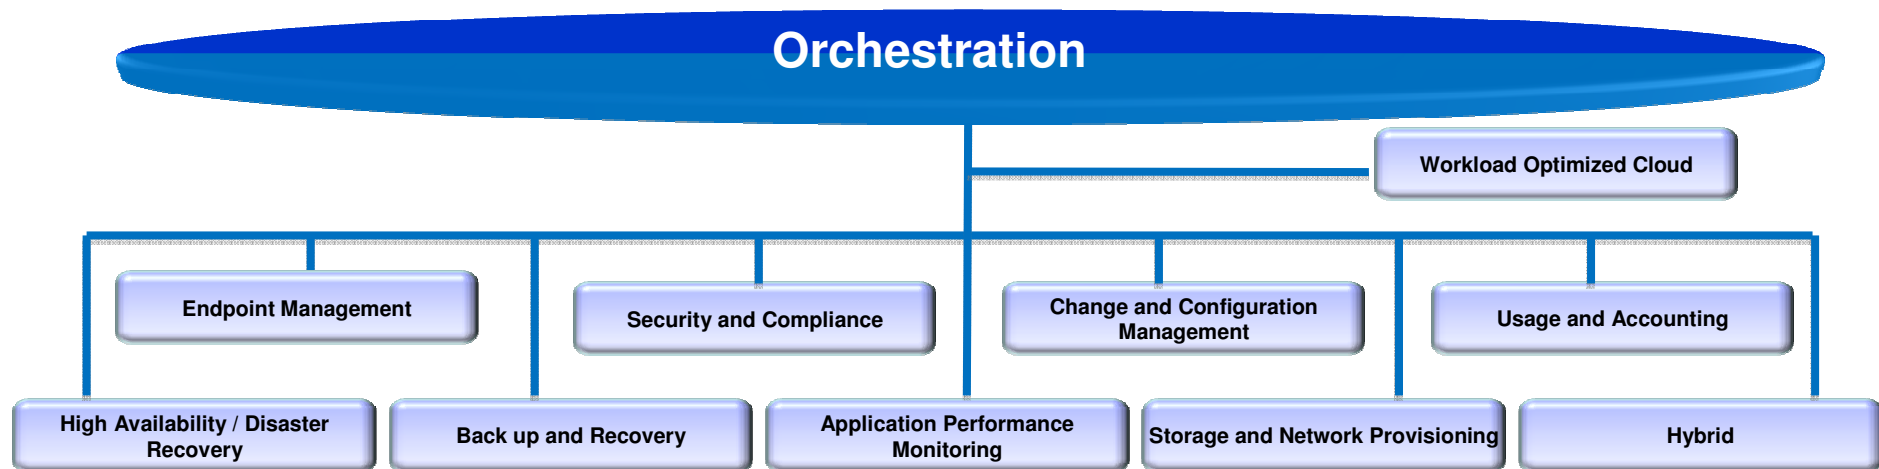 Orchestration
Workload Optimized Cloud
Endpoint Management
Security and Compliance
Change and Configuration
Management
Usage and Accounting
High Availability / Disaster
Recovery
Back up and Recovery
Application Performance
Monitoring
Storage and Network Provisioning
Hybrid